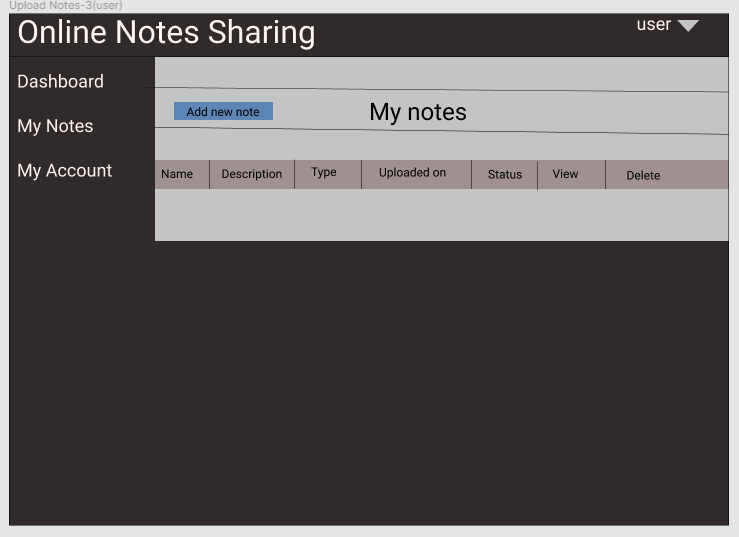 Upload Notes-3(user)
Online Notes Sharing
user
Dashboard
My Notes
My Account
Add new note
My notes
Name Description Type Uploaded on Status View Delete